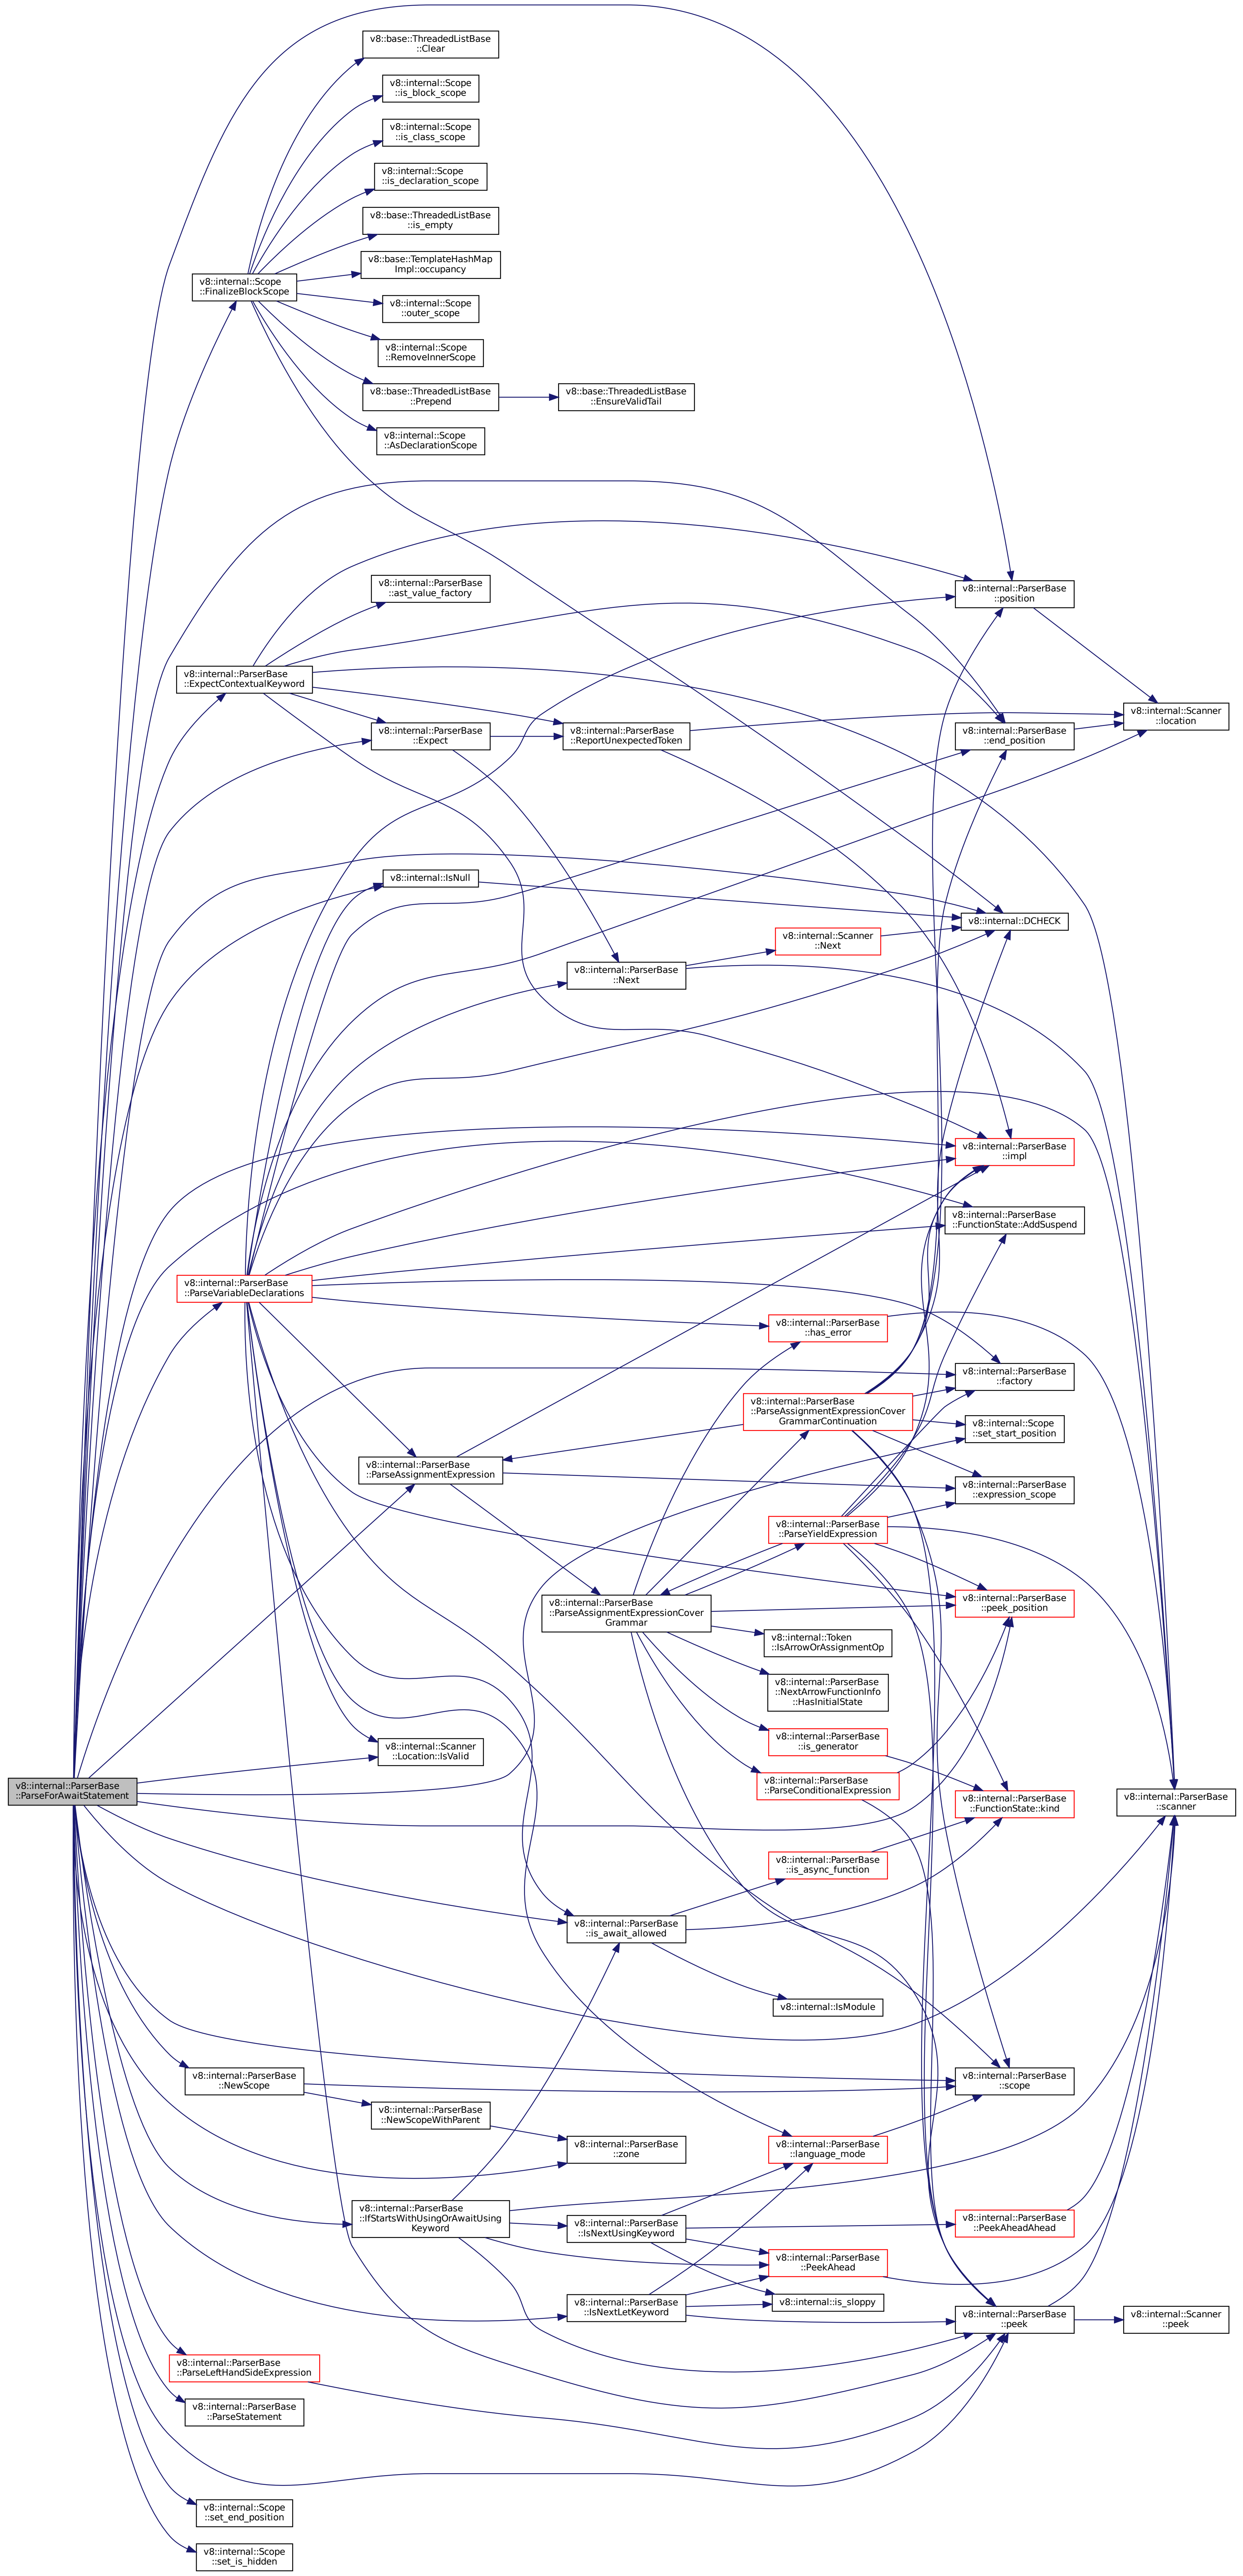 v8::base::ThreadedListBase
::Clear
v8::internal::Scope
::is_block_scope
v8::internal::Scope
::is_class_scope
v8::internal::Scope
::is_declaration_scope
v8::base::ThreadedListBase
::is_empty
v8::base::TemplateHashMap
Impl::occupancy
v8::internal::Scope
::FinalizeBlockScope
v8::internal::Scope
::outer_scope
v8::internal::Scope
::RemoveInnerScope
v8::base::ThreadedListBase
::Prepend
v8::base::ThreadedListBase
::EnsureValidTail
v8::internal::Scope
::AsDeclarationScope
v8::internal::ParserBase
::ast_value_factory
v8::internal::ParserBase
::position
v8::internal::ParserBase
::ExpectContextualKeyword
v8::internal::Scanner
::location
v8::internal::ParserBase
::Expect
v8::internal::ParserBase
::ReportUnexpectedToken
v8::internal::ParserBase
::end_position
v8::internal::IsNull
v8::internal::DCHECK
v8::internal::Scanner
::Next
v8::internal::ParserBase
::Next
v8::internal::ParserBase
::impl
v8::internal::ParserBase
::FunctionState::AddSuspend
v8::internal::ParserBase
::ParseVariableDeclarations
v8::internal::ParserBase
::has_error
v8::internal::ParserBase
::factory
v8::internal::ParserBase
::ParseAssignmentExpressionCover
GrammarContinuation
v8::internal::Scope
::set_start_position
v8::internal::ParserBase
::ParseAssignmentExpression
v8::internal::ParserBase
::expression_scope
v8::internal::ParserBase
::ParseYieldExpression
v8::internal::ParserBase
::ParseAssignmentExpressionCover
Grammar
v8::internal::ParserBase
::peek_position
v8::internal::Token
::IsArrowOrAssignmentOp
v8::internal::ParserBase
::NextArrowFunctionInfo
::HasInitialState
v8::internal::ParserBase
::is_generator
v8::internal::Scanner
::Location::IsValid
v8::internal::ParserBase
::ParseForAwaitStatement
v8::internal::ParserBase
::ParseConditionalExpression
v8::internal::ParserBase
::FunctionState::kind
v8::internal::ParserBase
::scanner
v8::internal::ParserBase
::is_async_function
v8::internal::ParserBase
::is_await_allowed
v8::internal::IsModule
v8::internal::ParserBase
::NewScope
v8::internal::ParserBase
::scope
v8::internal::ParserBase
::NewScopeWithParent
v8::internal::ParserBase
::zone
v8::internal::ParserBase
::language_mode
v8::internal::ParserBase
::IfStartsWithUsingOrAwaitUsing
Keyword
v8::internal::ParserBase
::IsNextUsingKeyword
v8::internal::ParserBase
::PeekAheadAhead
v8::internal::ParserBase
::PeekAhead
v8::internal::is_sloppy
v8::internal::ParserBase
::IsNextLetKeyword
v8::internal::ParserBase
::peek
v8::internal::Scanner
::peek
v8::internal::ParserBase
::ParseLeftHandSideExpression
v8::internal::ParserBase
::ParseStatement
v8::internal::Scope
::set_end_position
v8::internal::Scope
::set_is_hidden